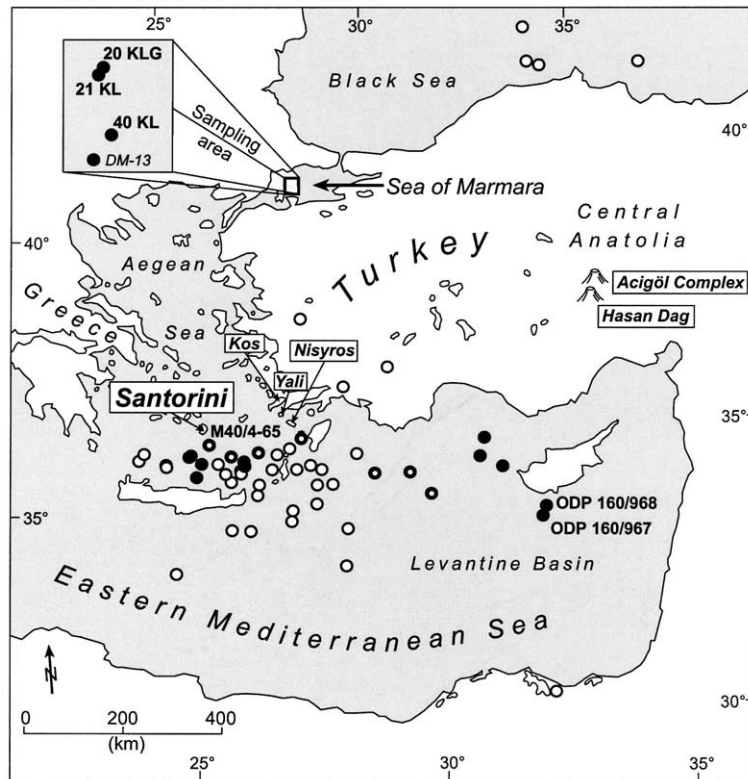 25°
30°
35°
20 KLG
21 KL
40 KL
DM-13
Sampling
area
Black Sea
40°
Sea of Marmara
40°
Central
Anatolia
Aegean
Sea
Turkey
Greece
Acigöl Complex
Hasan Dag
Kos
Nisyros
Yali
Santorini
M40/4-65
35°
35°
ODP 160/968
ODP 160/967
Levantine Basin
Eastern Mediterranean Sea
N
30°
0 200 400
(km)
25°
30°
35°